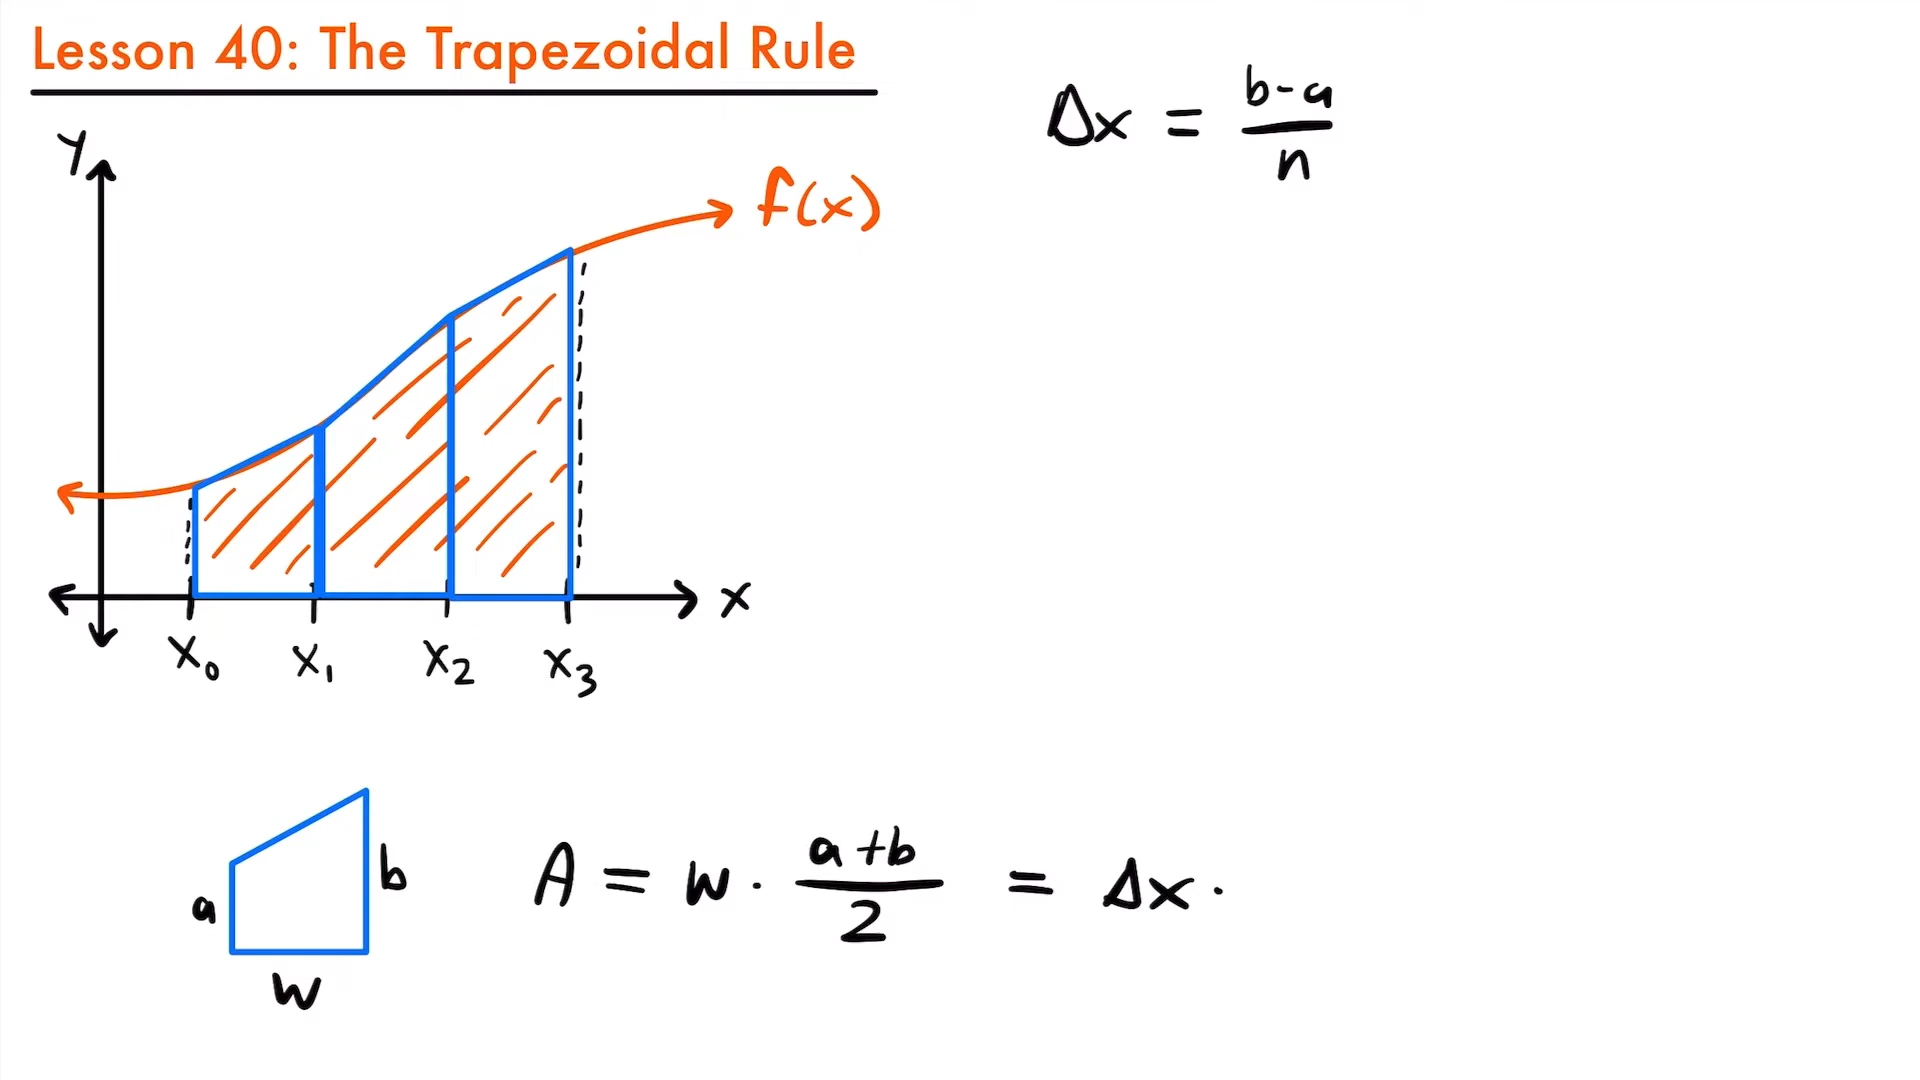 Lesson 40: The Trapezoidal Rule
Δx = b-a / n
y
f(x)
x
x₀ x₁ x₂ x₃
a b w
A = w · a+b / 2 = Δx ·